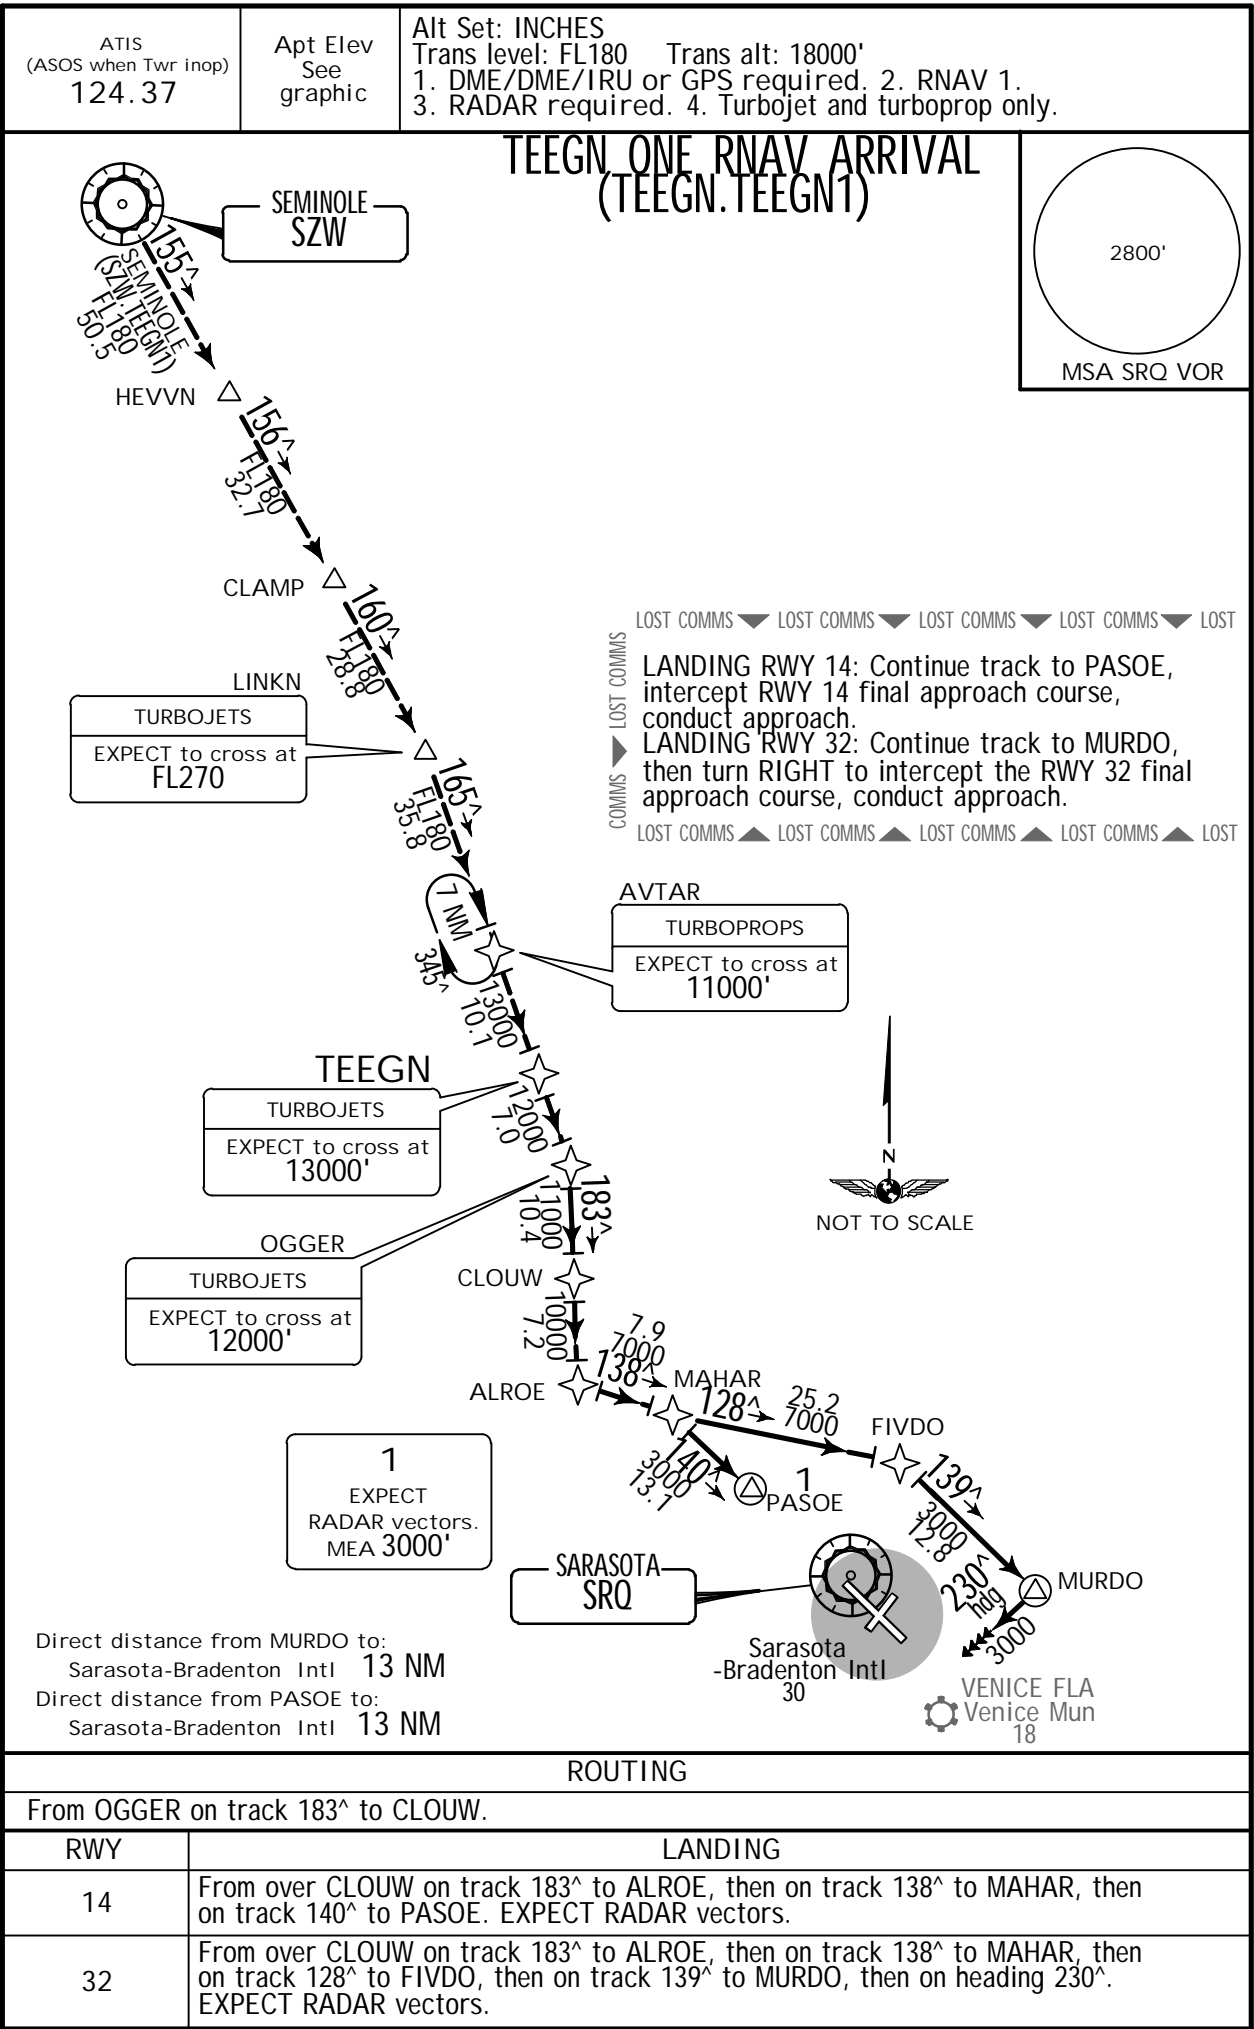 ATIS
(ASOS when Twr inop)
124.37
Apt Elev
See
graphic
Alt Set: INCHES
Trans level: FL180 Trans alt: 18000'
1. DME/DME/IRU or GPS required. 2. RNAV 1.
3. RADAR required. 4. Turbojet and turboprop only.
TEEGN ONE RNAV ARRIVAL
(TEEGN.TEEGN1)
2800'
MSA SRQ VOR
SEMINOLE
SZW
155^
SEMINOLE
(SZW.TEEGN1)
FL180
50.5
HEVVN
156^
FL180
32.7
CLAMP
160^
FL180
28.8
LOST COMMS LOST COMMS LOST COMMS LOST COMMS LOST
LOST COMMS
COMMS
LANDING RWY 14: Continue track to PASOE,
intercept RWY 14 final approach course,
conduct approach.
LANDING RWY 32: Continue track to MURDO,
then turn RIGHT to intercept the RWY 32 final
approach course, conduct approach.
LOST COMMS LOST COMMS LOST COMMS LOST COMMS LOST
LINKN
TURBOJETS
EXPECT to cross at
FL270
165^
FL180
35.8
7 NM
345^
AVTAR
TURBOPROPS
EXPECT to cross at
11000'
13000
10.1
TEEGN
TURBOJETS
EXPECT to cross at
13000'
12000
7.0
N
NOT TO SCALE
OGGER
TURBOJETS
EXPECT to cross at
12000'
183^
11000
10.4
CLOUW
10000
7.2
ALROE
7.9
7000
138^
MAHAR
128^
25.2
7000
FIVDO
140^
3000
13.1
1
PASOE
139^
3000
12.8
MURDO
230^
hdg
3000
1
EXPECT
RADAR vectors.
MEA 3000'
SARASOTA
SRQ
Sarasota
-Bradenton Intl
30
VENICE FLA
Venice Mun
18
Direct distance from MURDO to:
Sarasota-Bradenton Intl 13 NM
Direct distance from PASOE to:
Sarasota-Bradenton Intl 13 NM
ROUTING
From OGGER on track 183^ to CLOUW.
RWY LANDING
14
From over CLOUW on track 183^ to ALROE, then on track 138^ to MAHAR, then
on track 140^ to PASOE. EXPECT RADAR vectors.
32
From over CLOUW on track 183^ to ALROE, then on track 138^ to MAHAR, then
on track 128^ to FIVDO, then on track 139^ to MURDO, then on heading 230^.
EXPECT RADAR vectors.